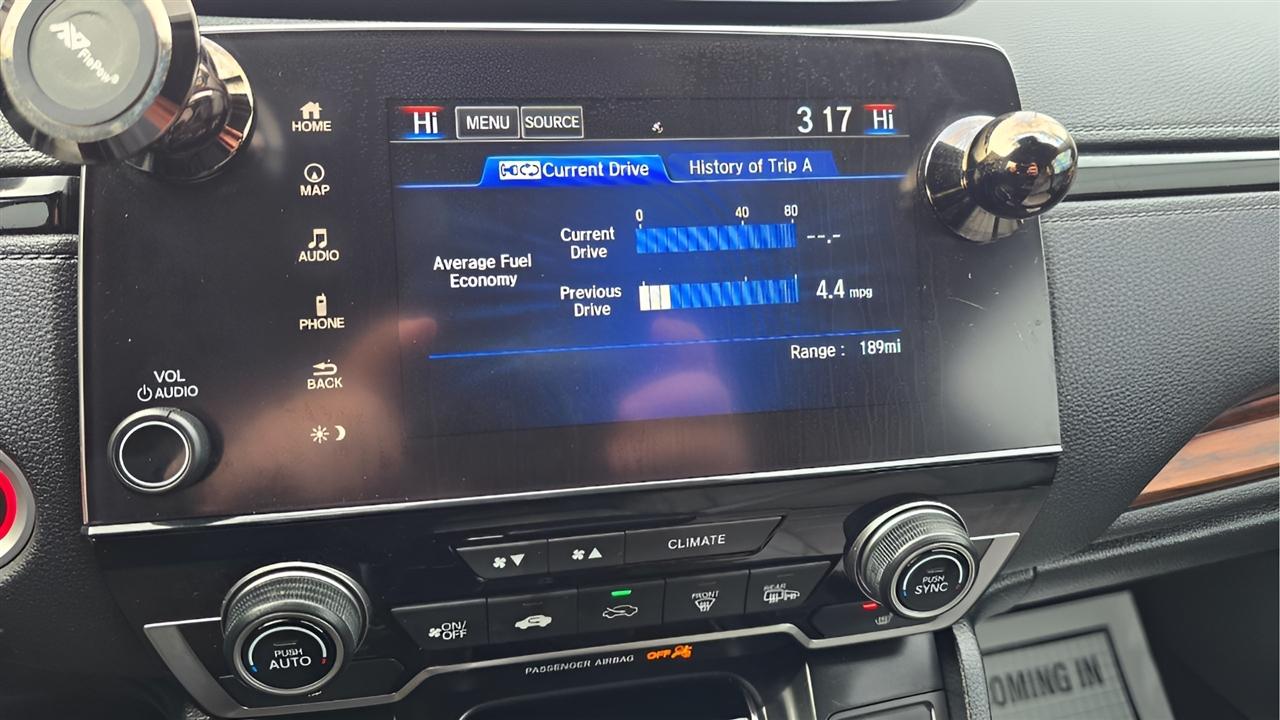 FloPow®
Hi MENU SOURCE 3 17 Hi
HOME
Current Drive History of Trip A
MAP
0 40 80
Current
Drive
--.-
AUDIO
Average Fuel
Economy
Previous
Drive
4.4 mpg
PHONE
Range : 189mi
BACK
VOL
AUDIO
CLIMATE
ON/
OFF
FRONT
REAR
PUSH
AUTO
PUSH
SYNC
PASSENGER AIRBAG OFF
OMING IN